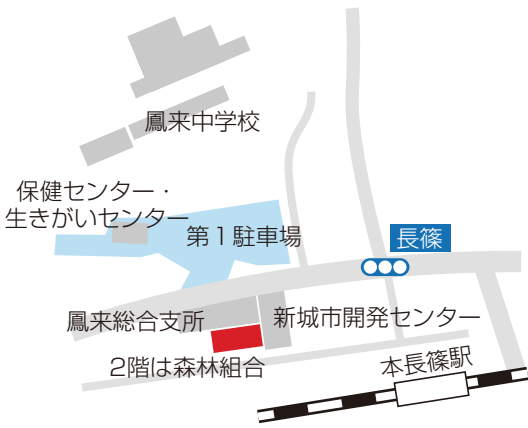 鳳来中学校
保健センター・
生きがいセンター
第1駐車場
長篠
鳳来総合支所
新城市開発センター
2階は森林組合
本長篠駅